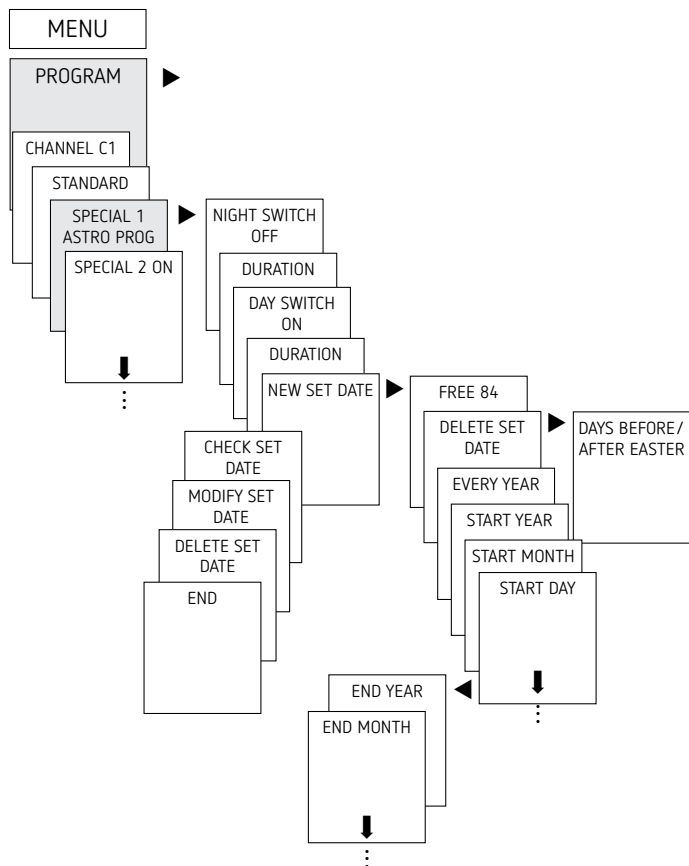 MENU
PROGRAM
CHANNEL C1
STANDARD
SPECIAL 1
ASTRO PROG
SPECIAL 2 ON
NIGHT SWITCH
OFF
DURATION
DAY SWITCH
ON
DURATION
NEW SET DATE
CHECK SET
DATE
MODIFY SET
DATE
DELETE SET
DATE
END
FREE 84
DELETE SET
DATE
EVERY YEAR
START YEAR
START MONTH
START DAY
DAYS BEFORE/
AFTER EASTER
END YEAR
END MONTH